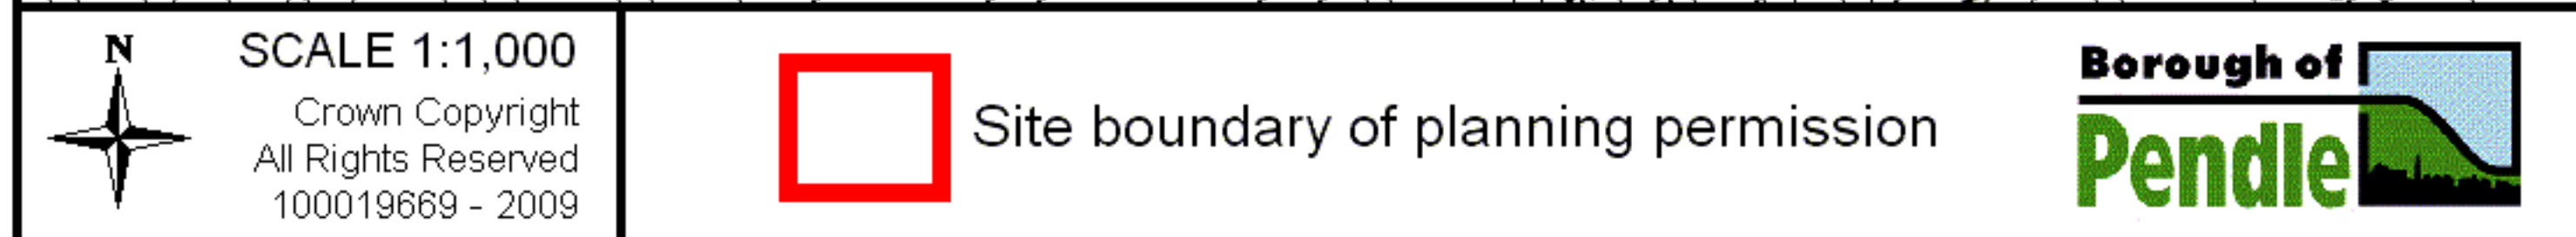 N
SCALE 1:1,000
Crown Copyright
All Rights Reserved
100019669 - 2009
Site boundary of planning permission
Borough of
Pendle